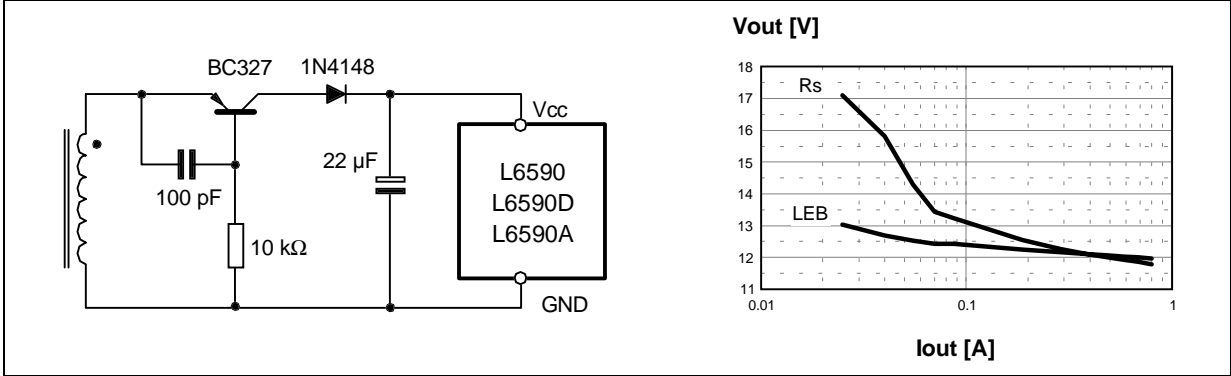 BC327
1N4148
Vcc
22 µF
100 pF
10 kΩ
L6590
L6590D
L6590A
GND
Vout [V]
18
17
16
15
14
13
12
11
Rs
LEB
0.01
0.1
1
Iout [A]